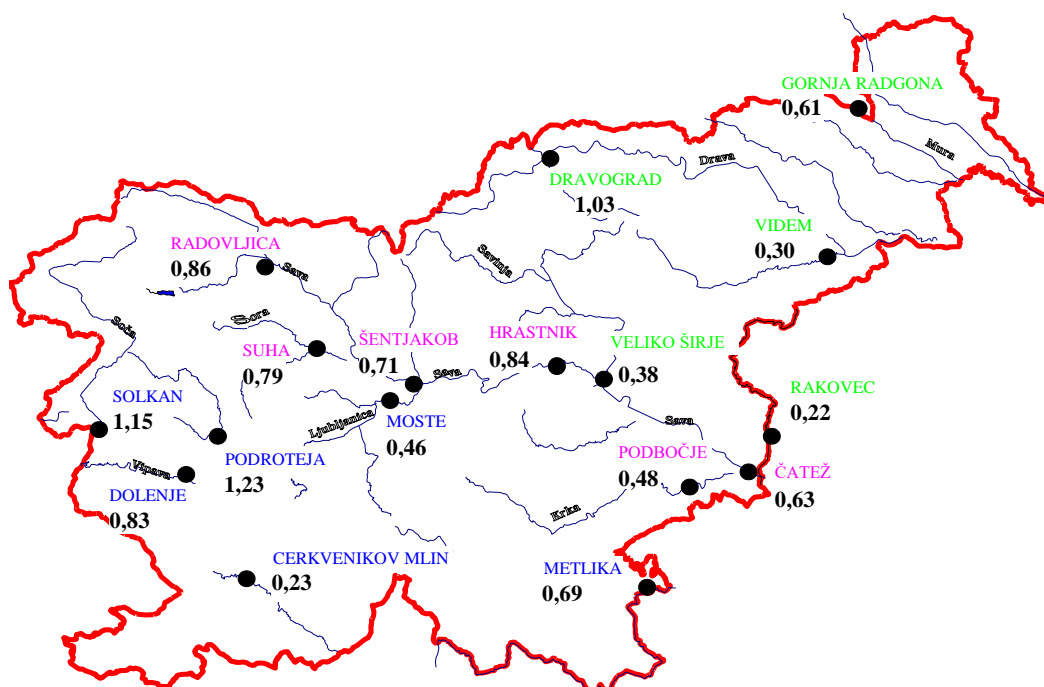 GORNJA RADGONA
0,61
Mura
Drava
DRAVOGRAD
1,03
VIDEM
0,30
RADOVLJICA
0,86
Sava
Savinja
Soča
Sora
SUHA
0,79
ŠENTJAKOB
0,71
Sava
HRASTNIK
0,84
VELIKO ŠIRJE
0,38
RAKOVEC
0,22
SOLKAN
1,15
Ljubljanica
MOSTE
0,46
Sava
PODROTEJA
1,23
Vipava
DOLENJE
0,83
PODBOČJE
0,48
ČATEŽ
0,63
Krka
CERKVENIKOV MLIN
0,23
METLIKA
0,69